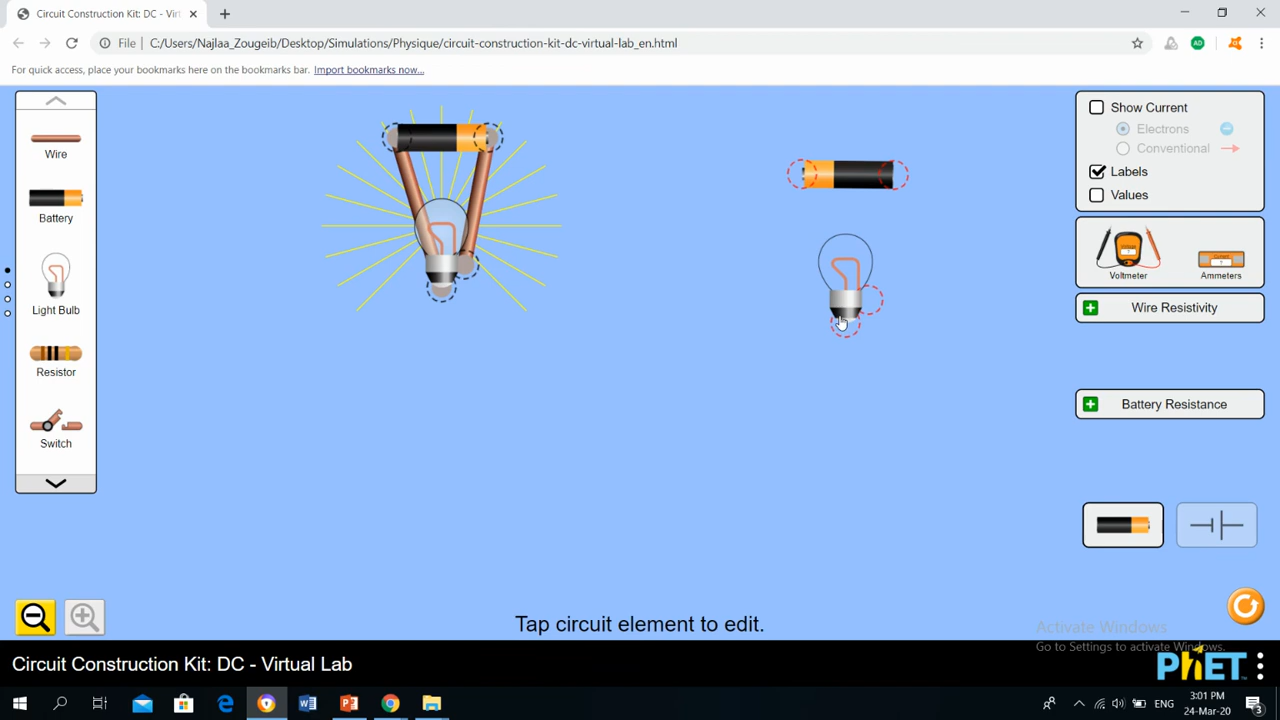 Circuit Construction Kit: DC - Virt
File
C:/Users/Najlaa_Zougeib/Desktop/Simulations/Physique/circuit-construction-kit-dc-virtual-lab_en.html
AD
For quick access, place your bookmarks here on the bookmarks bar. Import bookmarks now...
Wire
Battery
Light Bulb
Resistor
Switch
Show Current
Electrons
Conventional
Labels
Values
Voltmeter
Ammeters
Wire Resistivity
Battery Resistance
Tap circuit element to edit.
Activate Windows
Go to Settings to activate Windows.
Circuit Construction Kit: DC - Virtual Lab
PhET
ENG
3:01 PM
24-Mar-20
3